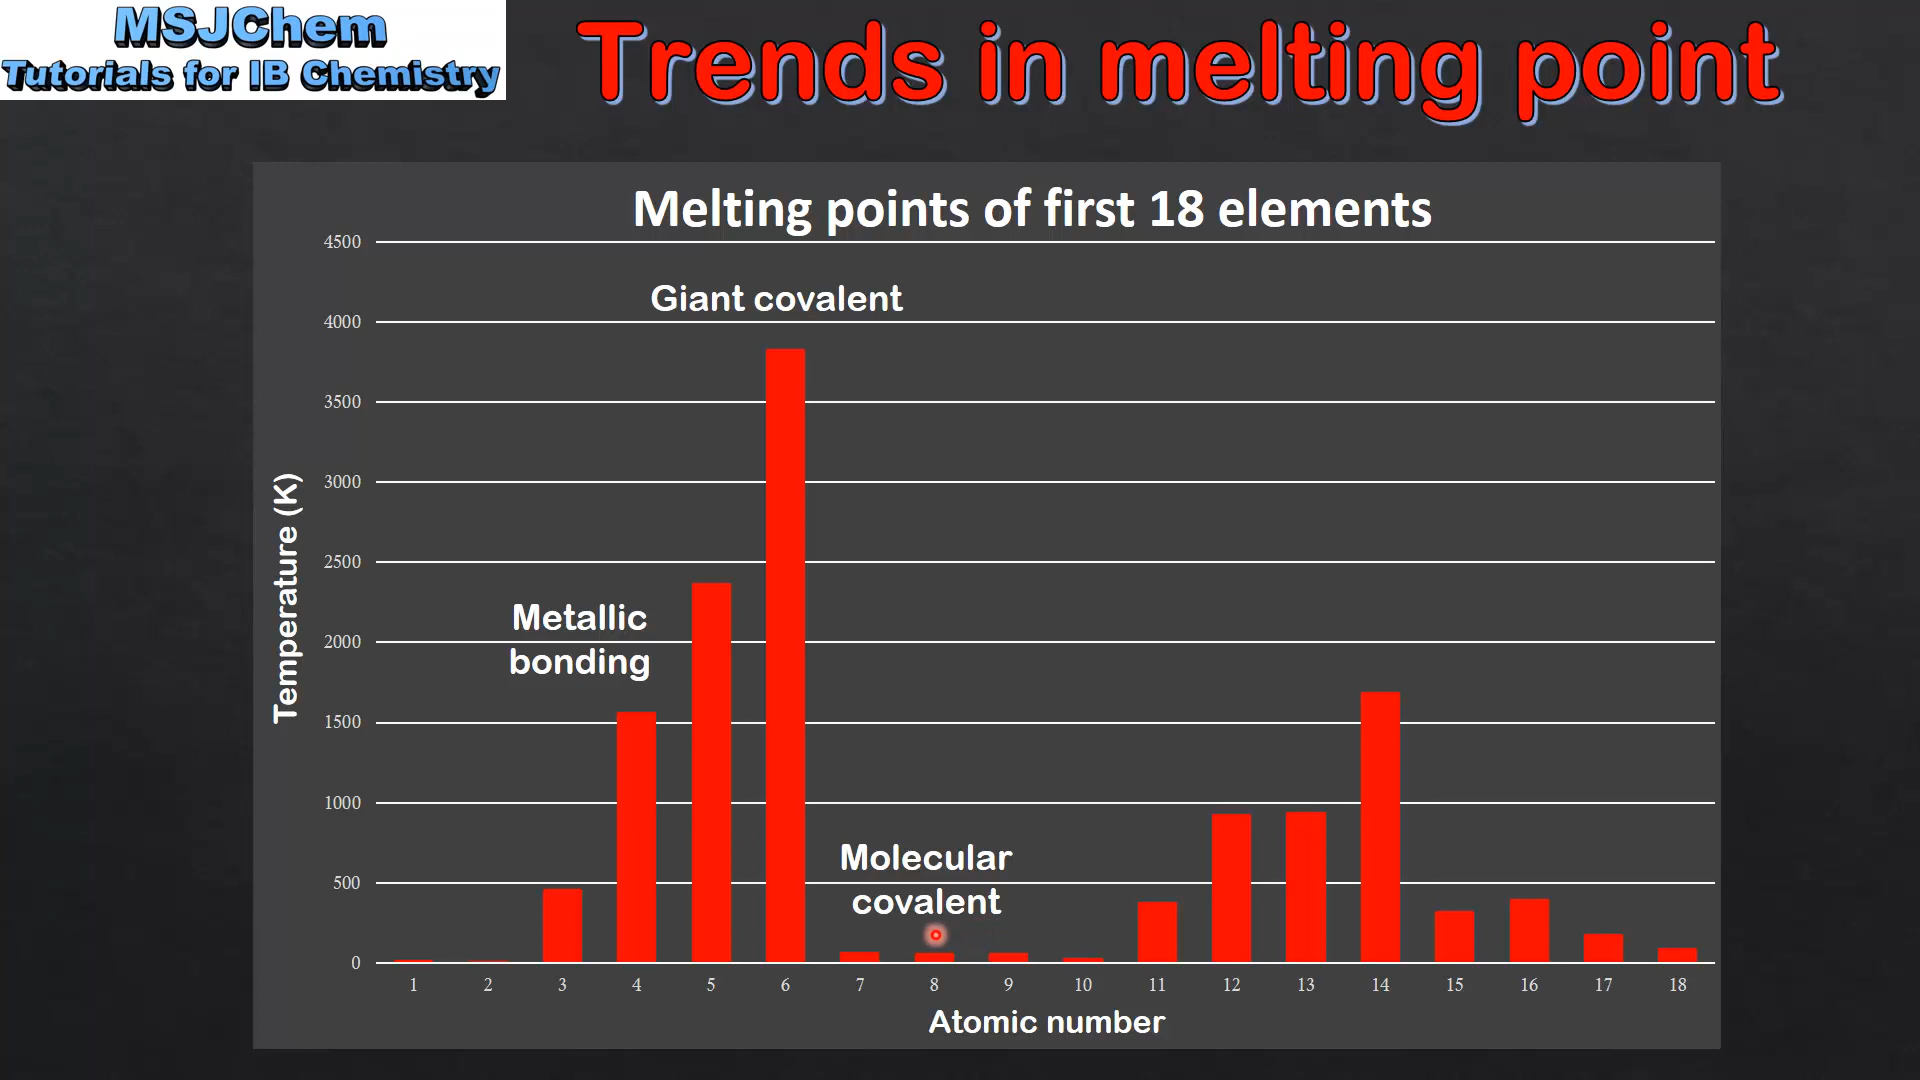 MSJChem
Tutorials for IB Chemistry
Trends in melting point
Melting points of first 18 elements
4500
4000
3500
3000
2500
2000
1500
1000
500
0
Temperature (K)
Giant covalent
Metallic
bonding
Molecular
covalent
1 2 3 4 5 6 7 8 9 10 11 12 13 14 15 16 17 18
Atomic number